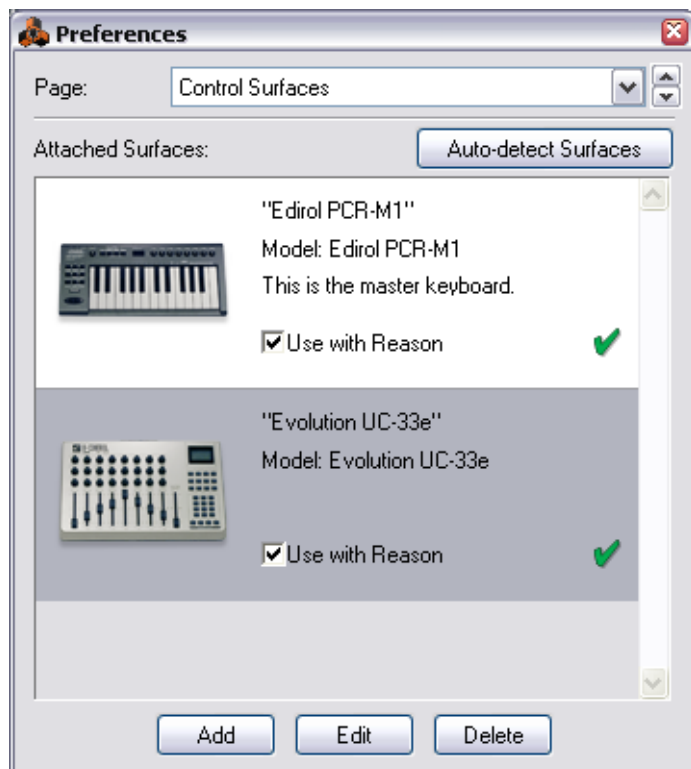 Preferences
Page: Control Surfaces
Attached Surfaces: Auto-detect Surfaces
"Edirol PCR-M1"
Model: Edirol PCR-M1
This is the master keyboard.
Use with Reason
"Evolution UC-33e"
Model: Evolution UC-33e
Use with Reason
Add Edit Delete